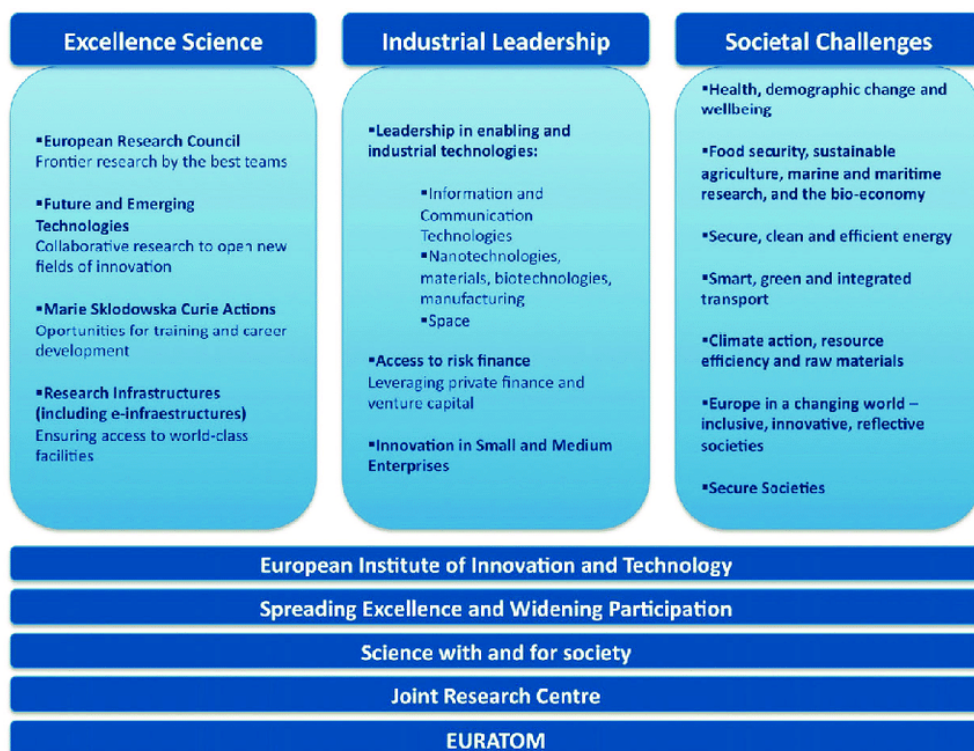 Excellence Science
▪European Research Council
Frontier research by the best teams
▪Future and Emerging
Technologies
Collaborative research to open new
fields of innovation
▪Marie Sklodowska Curie Actions
Oportunities for training and career
development
▪Research Infrastructures
(including e-infraestructures)
Ensuring access to world-class
facilities
Industrial Leadership
▪Leadership in enabling and
industrial technologies:
▪Information and
Communication
Technologies
▪Nanotechnologies,
materials, biotechnologies,
manufacturing
▪Space
▪Access to risk finance
Leveraging private finance and
venture capital
▪Innovation in Small and Medium
Enterprises
Societal Challenges
▪Health, demographic change and
wellbeing
▪Food security, sustainable
agriculture, marine and maritime
research, and the bio-economy
▪Secure, clean and efficient energy
▪Smart, green and integrated
transport
▪Climate action, resource
efficiency and raw materials
▪Europe in a changing world –
inclusive, innovative, reflective
societies
▪Secure Societies
European Institute of Innovation and Technology
Spreading Excellence and Widening Participation
Science with and for society
Joint Research Centre
EURATOM